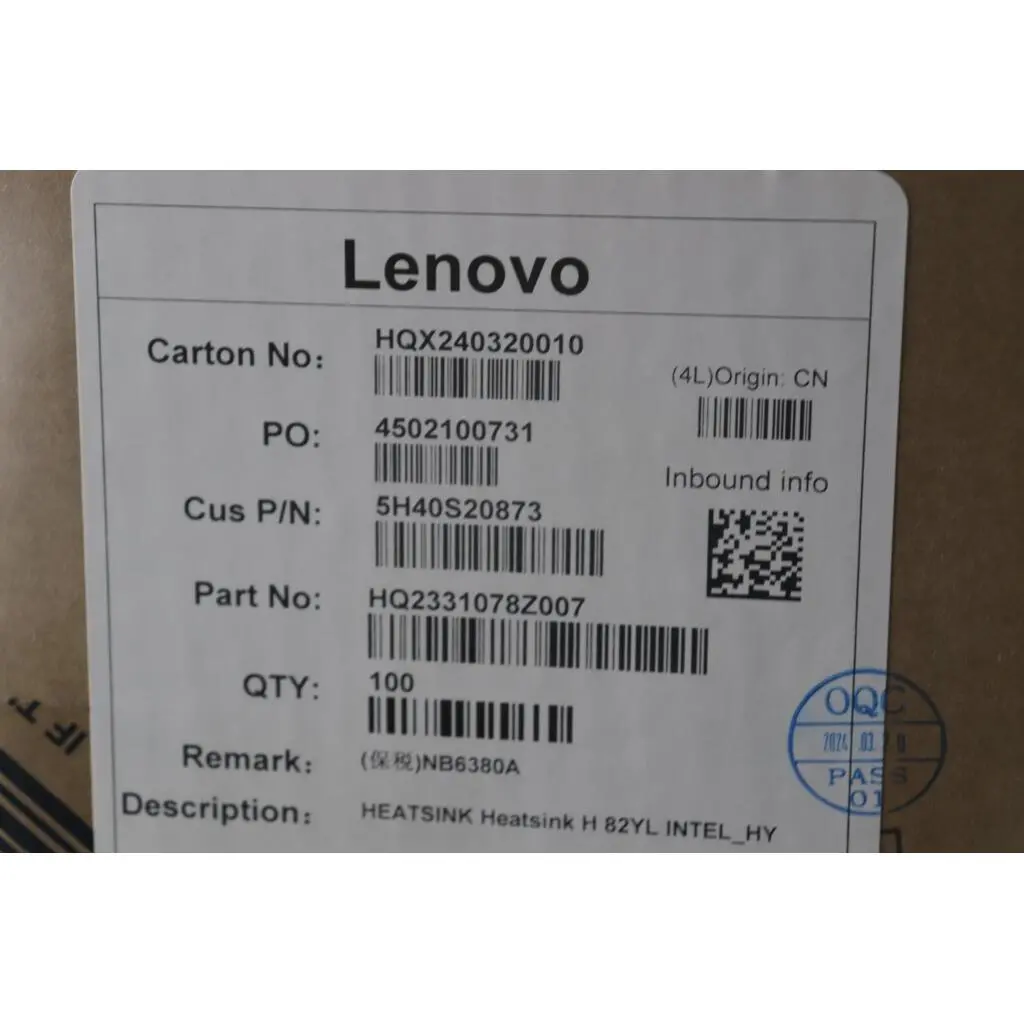 Lenovo
Carton No: HQX240320010
(4L)Origin: CN
PO: 4502100731
Inbound info
Cus P/N: 5H40S20873
Part No: HQ2331078Z007
QTY: 100
Remark: (保税)NB6380A
Description: HEATSINK Heatsink H 82YL INTEL_HY
OQC
PASS
01